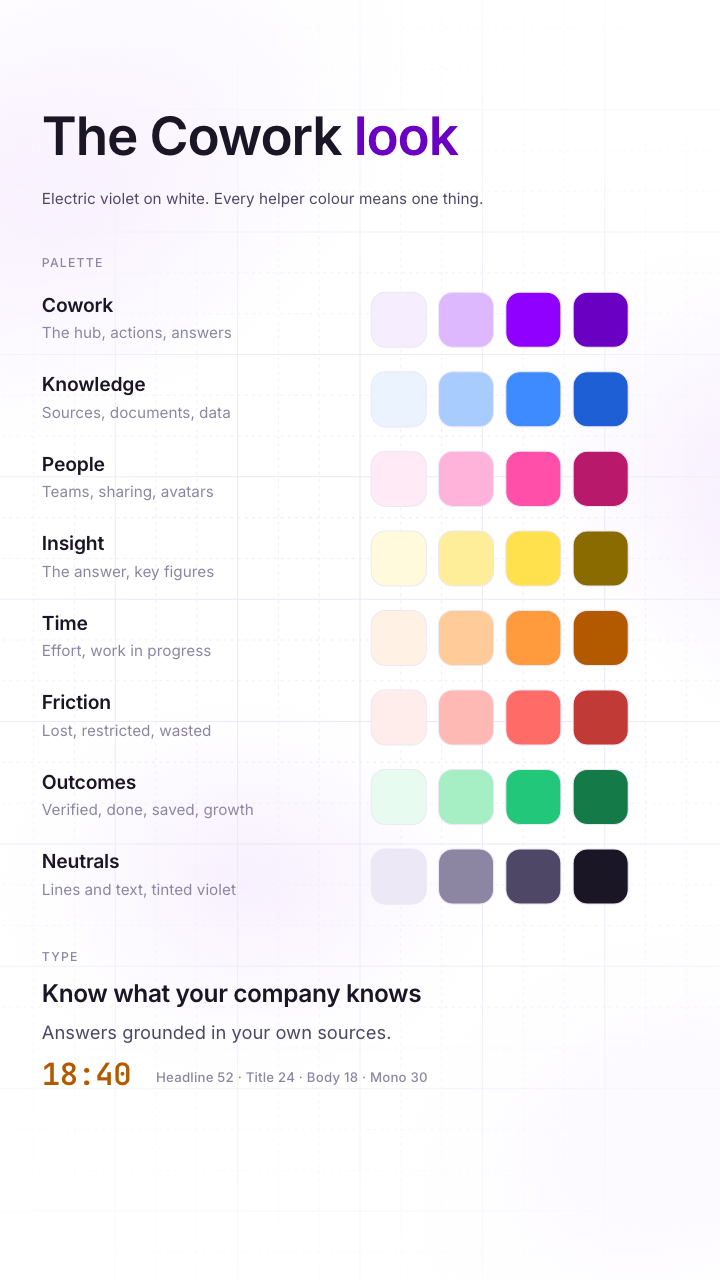 The Cowork look
Electric violet on white. Every helper colour means one thing.
PALETTE
Cowork
The hub, actions, answers
Knowledge
Sources, documents, data
People
Teams, sharing, avatars
Insight
The answer, key figures
Time
Effort, work in progress
Friction
Lost, restricted, wasted
Outcomes
Verified, done, saved, growth
Neutrals
Lines and text, tinted violet
TYPE
Know what your company knows
Answers grounded in your own sources.
18:40 Headline 52 · Title 24 · Body 18 · Mono 30